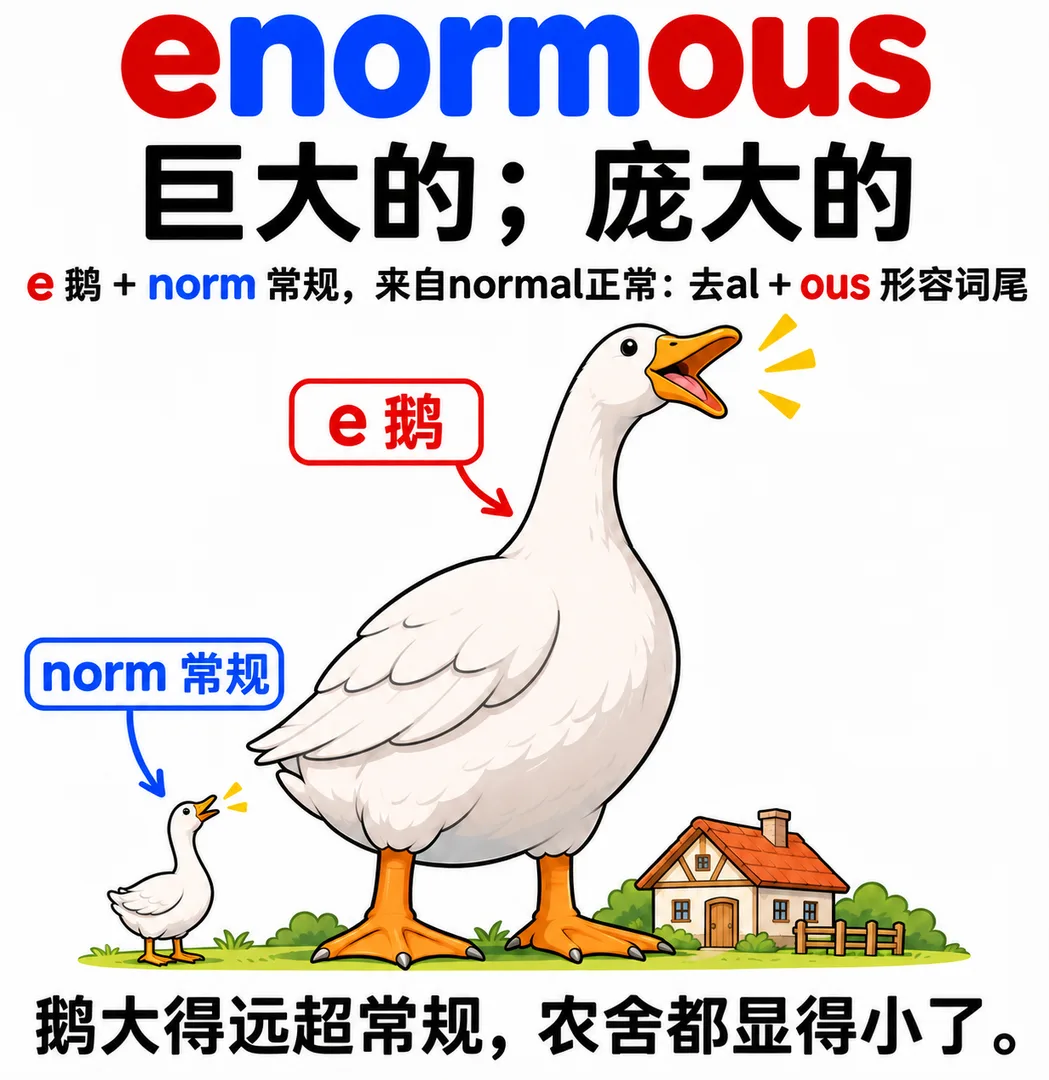 enormous
巨大的；庞大的
e 鹅 + norm 常规，来自normal正常：去al + ous 形容词尾
e 鹅
norm 常规
鹅大得远超常规，农舍都显得小了。